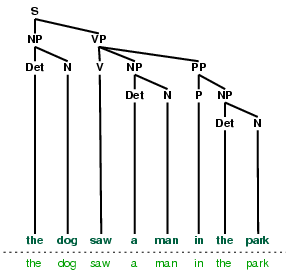 S
NP VP
Det N V NP PP
Det N P NP
Det N
the dog saw a man in the park
the dog saw a man in the park